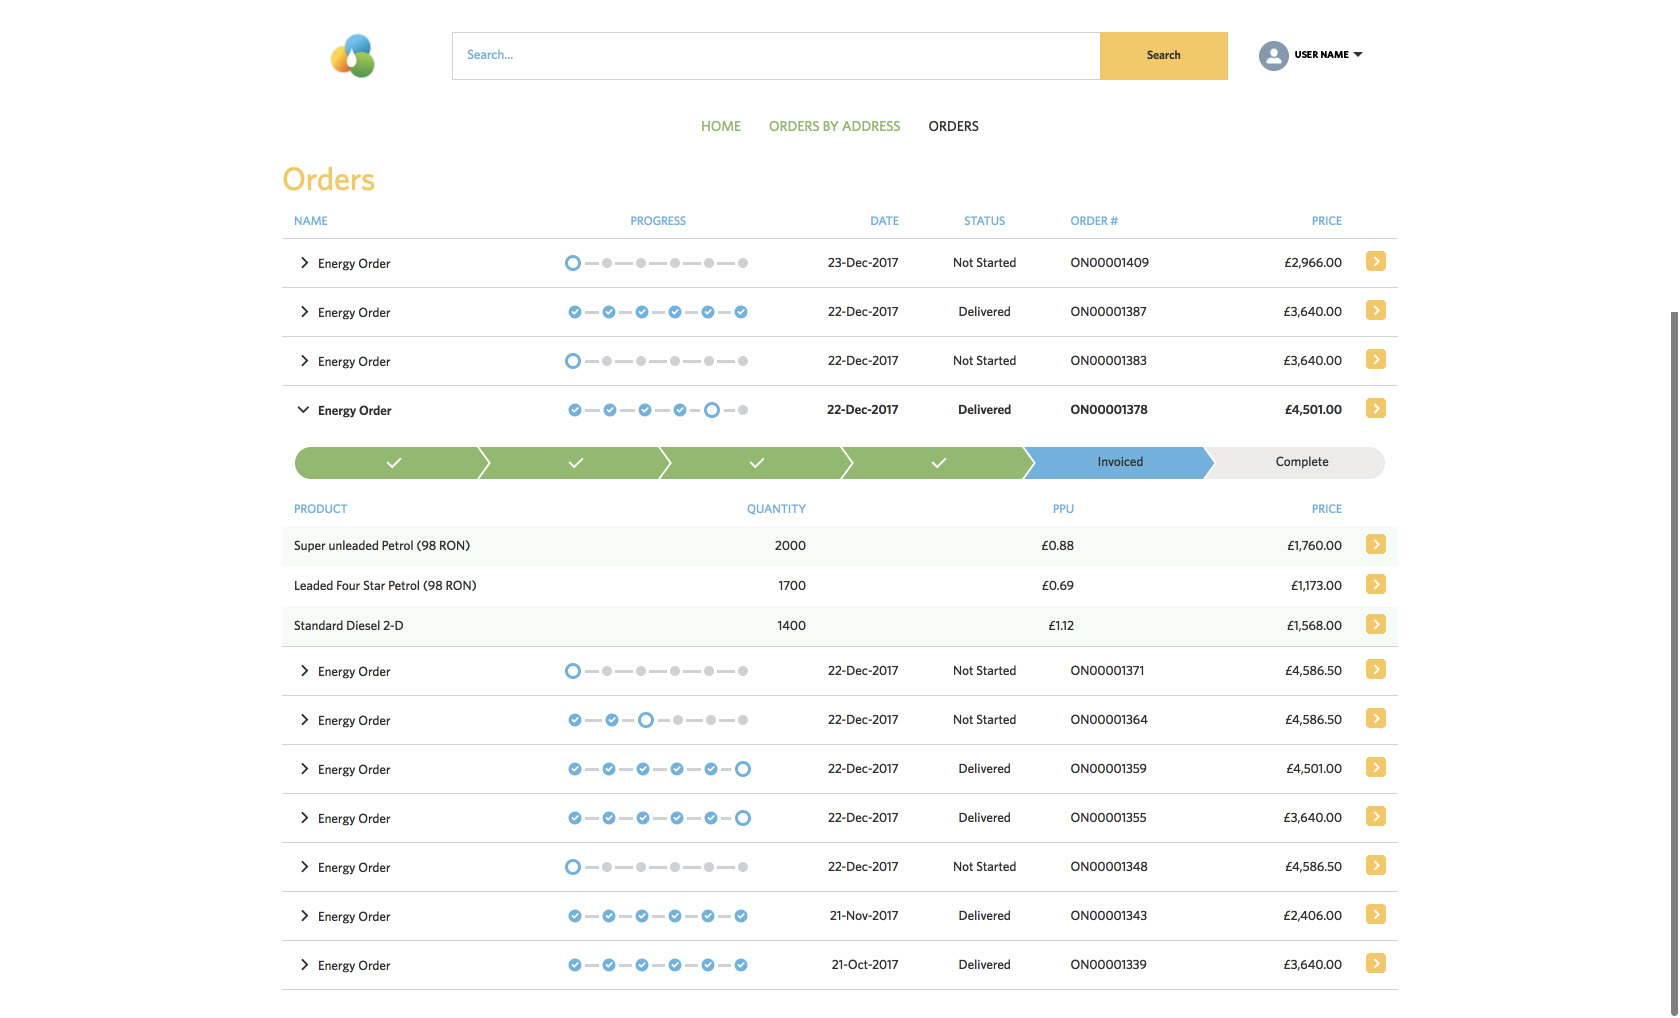 Search...
Search
USER NAME
HOME ORDERS BY ADDRESS ORDERS
Orders
NAME PROGRESS DATE STATUS ORDER # PRICE
Energy Order 23-Dec-2017 Not Started ON00001409 £2,966.00
Energy Order 22-Dec-2017 Delivered ON00001387 £3,640.00
Energy Order 22-Dec-2017 Not Started ON00001383 £3,640.00
Energy Order 22-Dec-2017 Delivered ON00001378 £4,501.00
Invoiced Complete
PRODUCT QUANTITY PPU PRICE
Super unleaded Petrol (98 RON) 2000 £0.88 £1,760.00
Leaded Four Star Petrol (98 RON) 1700 £0.69 £1,173.00
Standard Diesel 2-D 1400 £1.12 £1,568.00
Energy Order 22-Dec-2017 Not Started ON00001371 £4,586.50
Energy Order 22-Dec-2017 Not Started ON00001364 £4,586.50
Energy Order 22-Dec-2017 Delivered ON00001359 £4,501.00
Energy Order 22-Dec-2017 Delivered ON00001355 £3,640.00
Energy Order 22-Dec-2017 Not Started ON00001348 £4,586.50
Energy Order 21-Nov-2017 Delivered ON00001343 £2,406.00
Energy Order 21-Oct-2017 Delivered ON00001339 £3,640.00